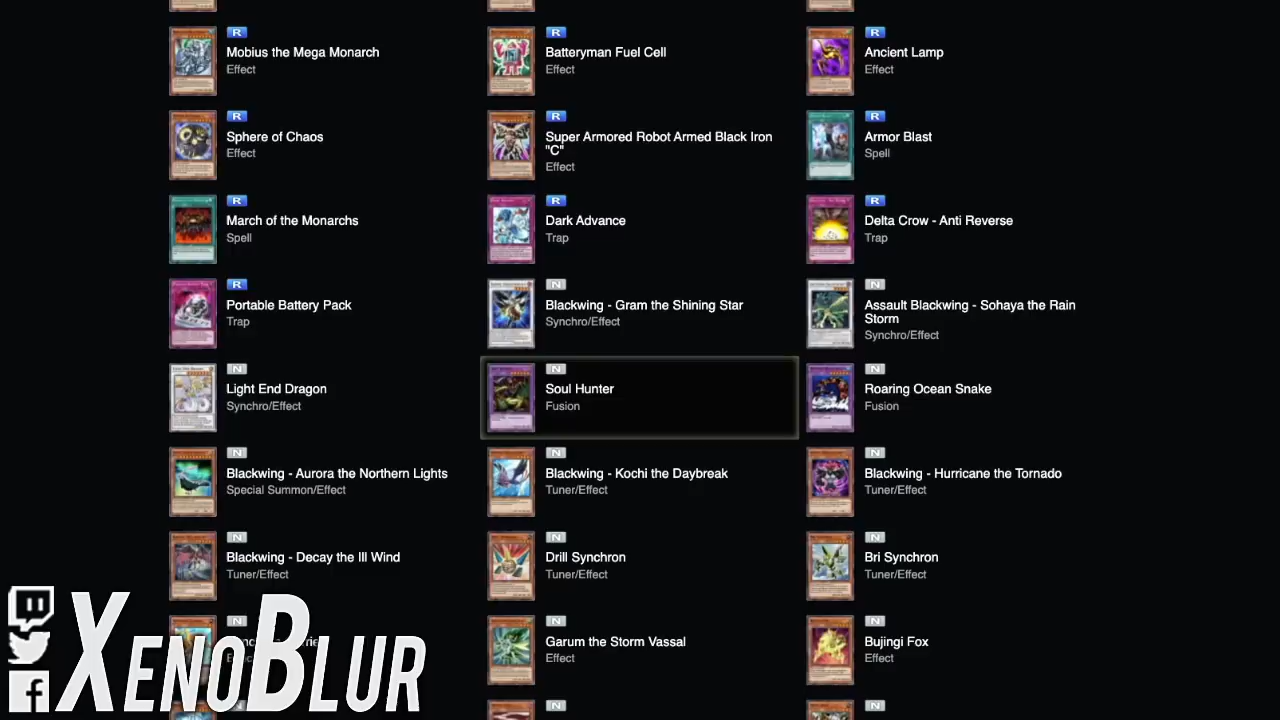 R
R
R
Mobius the Mega Monarch
Effect
Batteryman Fuel Cell
Effect
Ancient Lamp
Effect
R
R
R
Sphere of Chaos
Effect
Super Armored Robot Armed Black Iron
"C"
Effect
Armor Blast
Spell
R
R
R
March of the Monarchs
Spell
Dark Advance
Trap
Delta Crow - Anti Reverse
Trap
R
N
N
Portable Battery Pack
Trap
Blackwing - Gram the Shining Star
Synchro/Effect
Assault Blackwing - Sohaya the Rain
Storm
Synchro/Effect
N
N
N
Light End Dragon
Synchro/Effect
Soul Hunter
Fusion
Roaring Ocean Snake
Fusion
N
N
N
Blackwing - Aurora the Northern Lights
Special Summon/Effect
Blackwing - Kochi the Daybreak
Tuner/Effect
Blackwing - Hurricane the Tornado
Tuner/Effect
N
N
N
Blackwing - Decay the Ill Wind
Tuner/Effect
Drill Synchron
Tuner/Effect
Bri Synchron
Tuner/Effect
N
N
N
Garum the Storm Vassal
Effect
Bujingi Fox
Effect
N
N
N
XENOBLUR